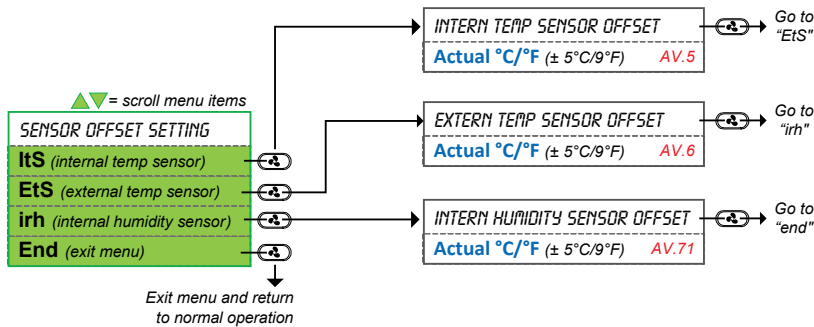 ▲▼= scroll menu items
SENSOR OFFSET SETTING
ItS (internal temp sensor)
EtS (external temp sensor)
irh (internal humidity sensor)
End (exit menu)
Exit menu and return
to normal operation
INTERN TEMP SENSOR OFFSET
Actual °C/°F (± 5°C/9°F) AV.5
Go to
"EtS"
EXTERN TEMP SENSOR OFFSET
Actual °C/°F (± 5°C/9°F) AV.6
Go to
"irh"
INTERN HUMIDITY SENSOR OFFSET
Actual °C/°F (± 5°C/9°F) AV.71
Go to
"end"